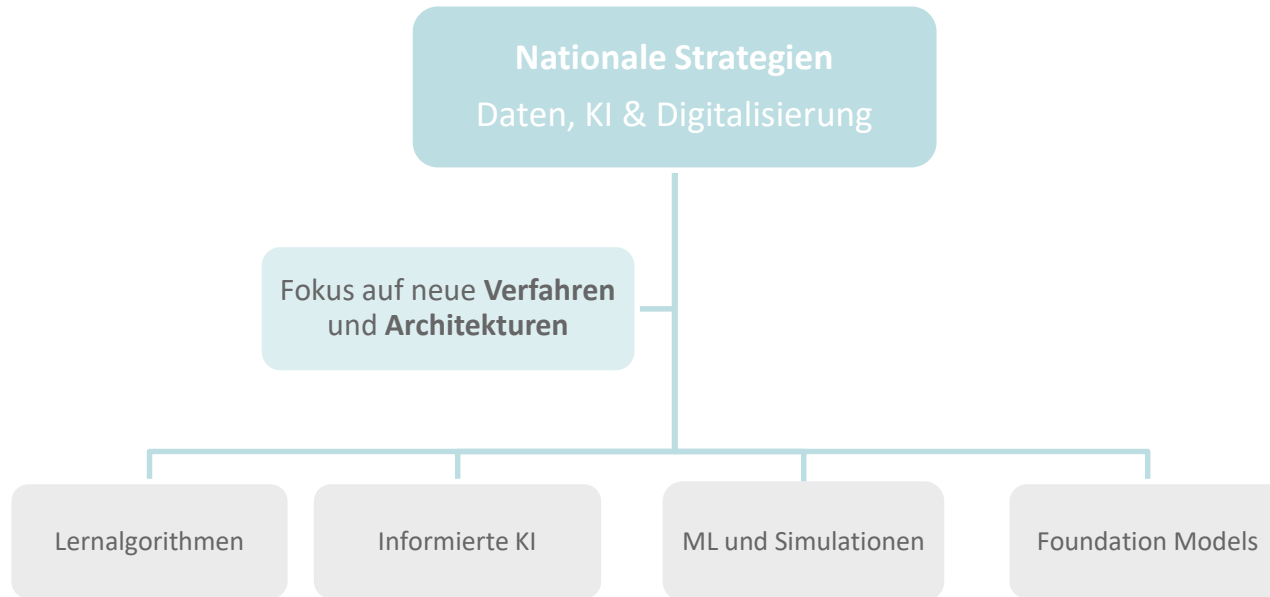 Nationale Strategien
Daten, KI & Digitalisierung
Fokus auf neue Verfahren
und Architekturen
Lernalgorithmen
Informierte KI
ML und Simulationen
Foundation Models